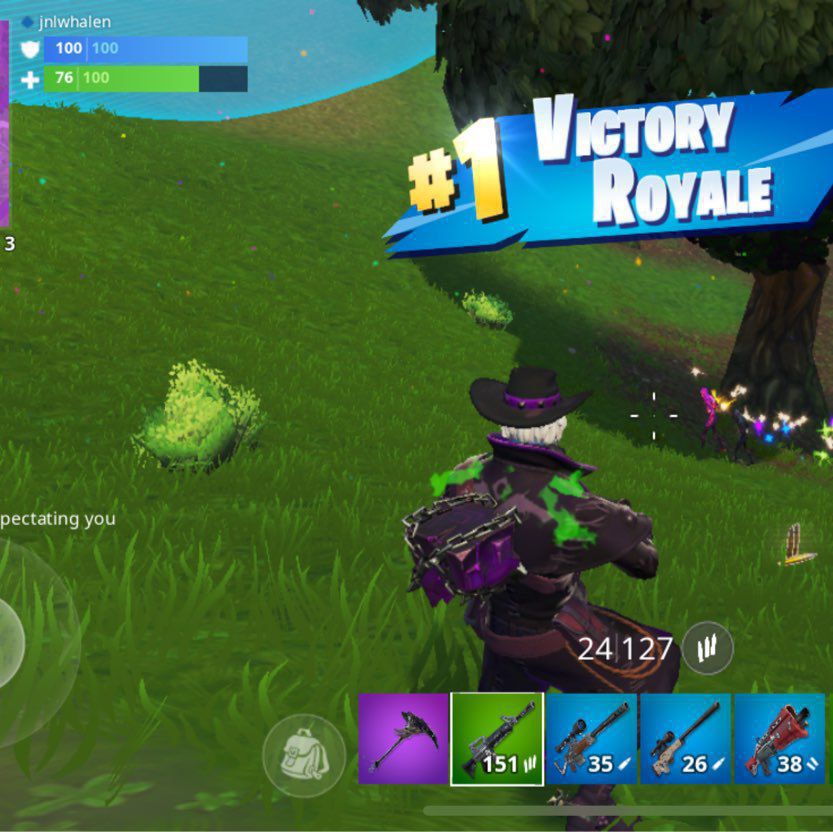 jnlwhalen
100 | 100
76 | 100
#1 VICTORY
ROYALE
3
pectating you
24 | 127
151
35
26
38